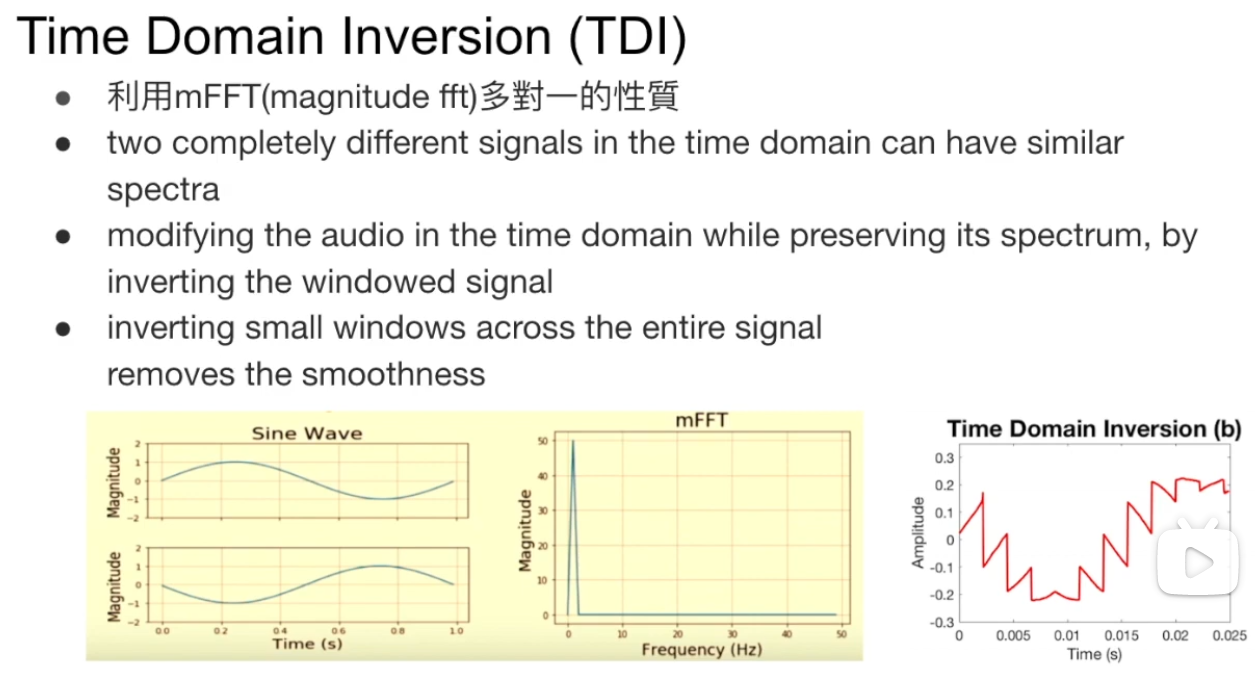 Time Domain Inversion (TDI)
● 利用mFFT(magnitude fft)多對一的性質
● two completely different signals in the time domain can have similar
spectra
● modifying the audio in the time domain while preserving its spectrum, by
inverting the windowed signal
● inverting small windows across the entire signal
removes the smoothness
Sine Wave
Magnitude
2
1
0
−1
−2
Magnitude
2
1
0
−1
−2
0.0 0.2 0.4 0.6 0.8 1.0
Time (s)
mFFT
Magnitude
50
40
30
20
10
0
0 10 20 30 40 50
Frequency (Hz)
Time Domain Inversion (b)
Amplitude
0.3
0.2
0.1
0
-0.1
-0.2
-0.3
0 0.005 0.01 0.015 0.02 0.025
Time (s)